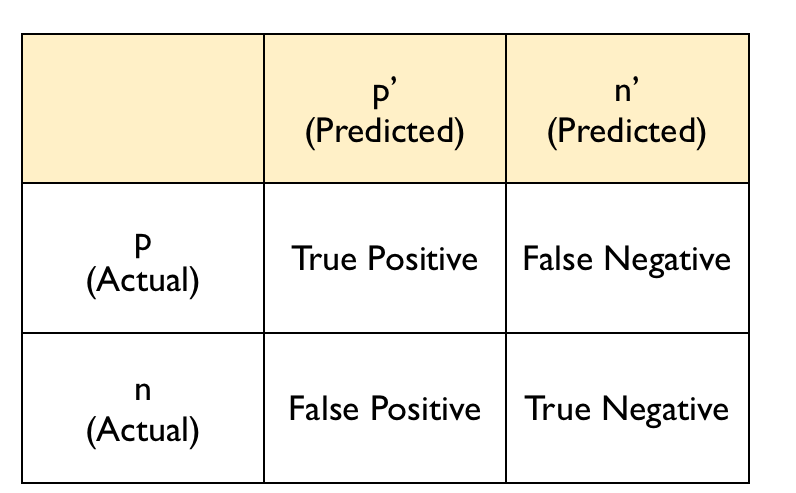 p’
(Predicted)
n’
(Predicted)
p
(Actual)
True Positive
False Negative
n
(Actual)
False Positive
True Negative